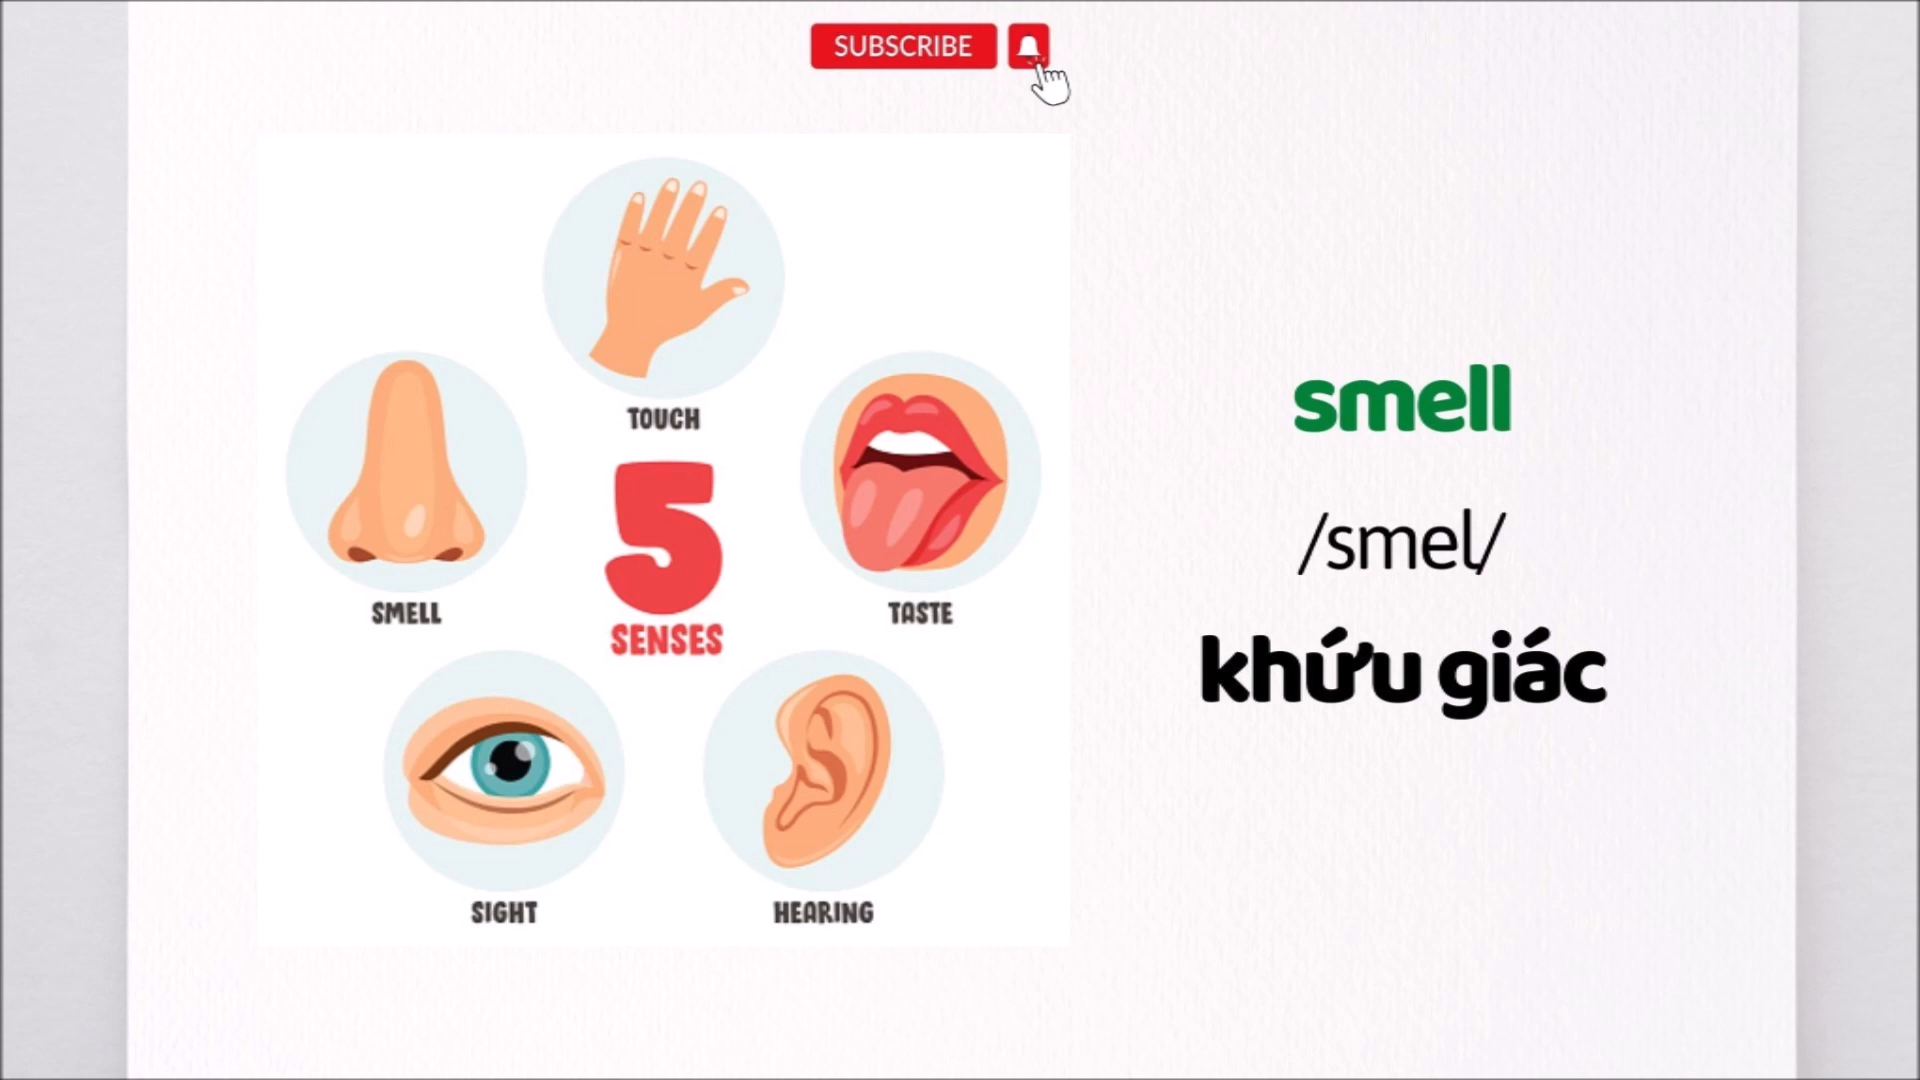 SUBSCRIBE
TOUCH
SMELL
5
SENSES
TASTE
SIGHT
HEARING
smell
/smel/
khứu giác